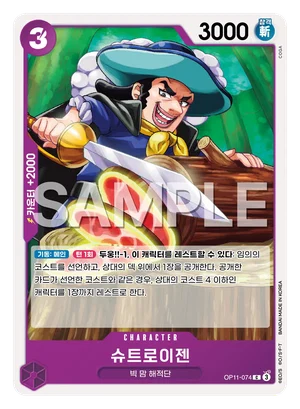 3
3000
참격
斬
카운터 +2000
SAMPLE
기동: 메인 턴 1회 두웅!!-1, 이 캐릭터를 레스트할 수 있다: 임의의
코스트를 선언하고, 상대의 덱 위에서 1장을 공개한다. 공개한
카드가 선언한 코스트와 같은 경우, 상대의 코스트 4 이하인
캐릭터를 1장까지 레스트로 한다.
CHARACTER
슈트로이젠
빅 맘 해적단
OP11-074 C
3
BANDAI MADE IN KOREA